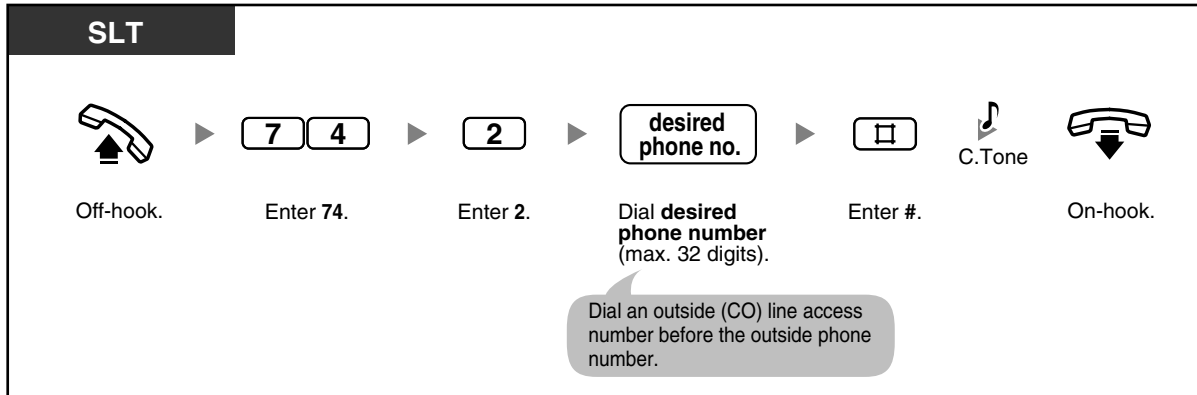 SLT
7 4
2
desired
phone no.
#
C.Tone
Off-hook.
Enter 74.
Enter 2.
Dial desired
phone number
(max. 32 digits).
Enter #.
On-hook.
Dial an outside (CO) line access
number before the outside phone
number.